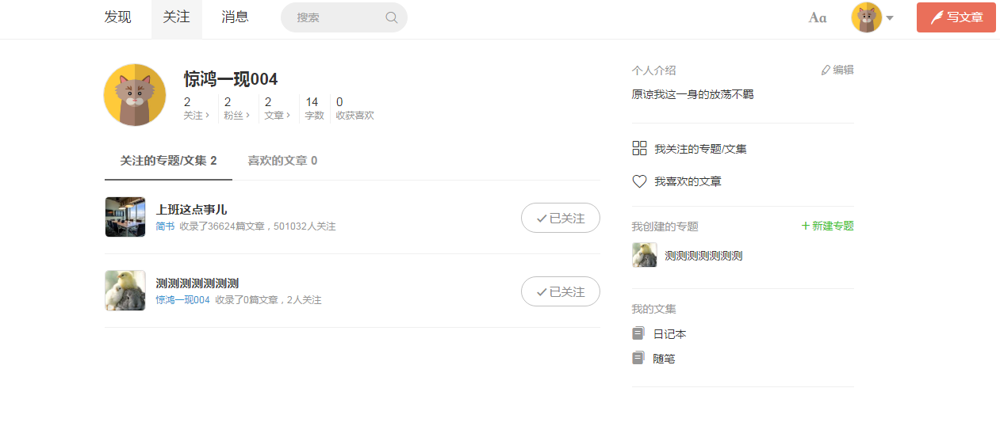 发现 关注 消息 搜索 Aa 写文章
惊鸿一现004
2 2 2 14 0
关注 › 粉丝 › 文章 › 字数 收获喜欢
关注的专题/文集 2 喜欢的文章 0
上班这点事儿
简书 收录了36624篇文章，501032人关注
已关注
测测测测测测测
惊鸿一现004 收录了0篇文章，2人关注
已关注
个人介绍 编辑
原谅我这一身的放荡不羁
我关注的专题/文集
我喜欢的文章
我创建的专题 + 新建专题
测测测测测测测
我的文集
日记本
随笔